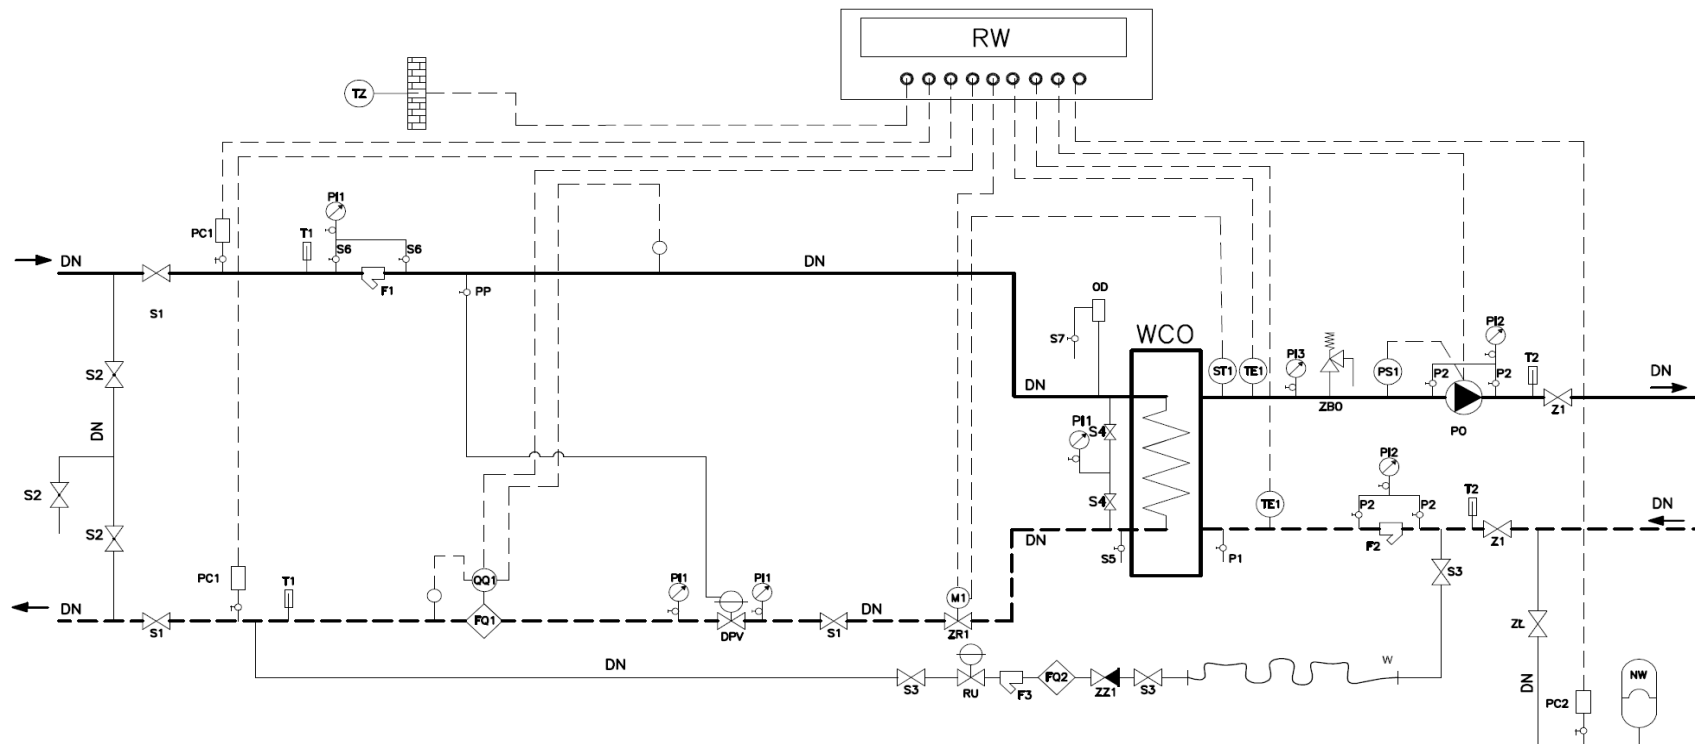 RW
TZ
PI1
PC1
T1
S6
S6
DN
DN
F1
PP
S1
OD
S7
WCO
PI2
PI3
ST1
TE1
PS1
P2
P2
T2
DN
DN
ZBO
PO
Z1
S2
PI1
S4
DN
PI2
S2
S4
TE1
P2
P2
T2
DN
S2
DN
S5
P1
F2
Z1
PC1
T1
QQ1
PI1
PI1
S3
DN
M1
DN
S1
FQ1
DPV
S1
ZR1
ZŁ
DN
W
S3
RU
F3
FQ2
ZZ1
S3
DN
PC2
NW